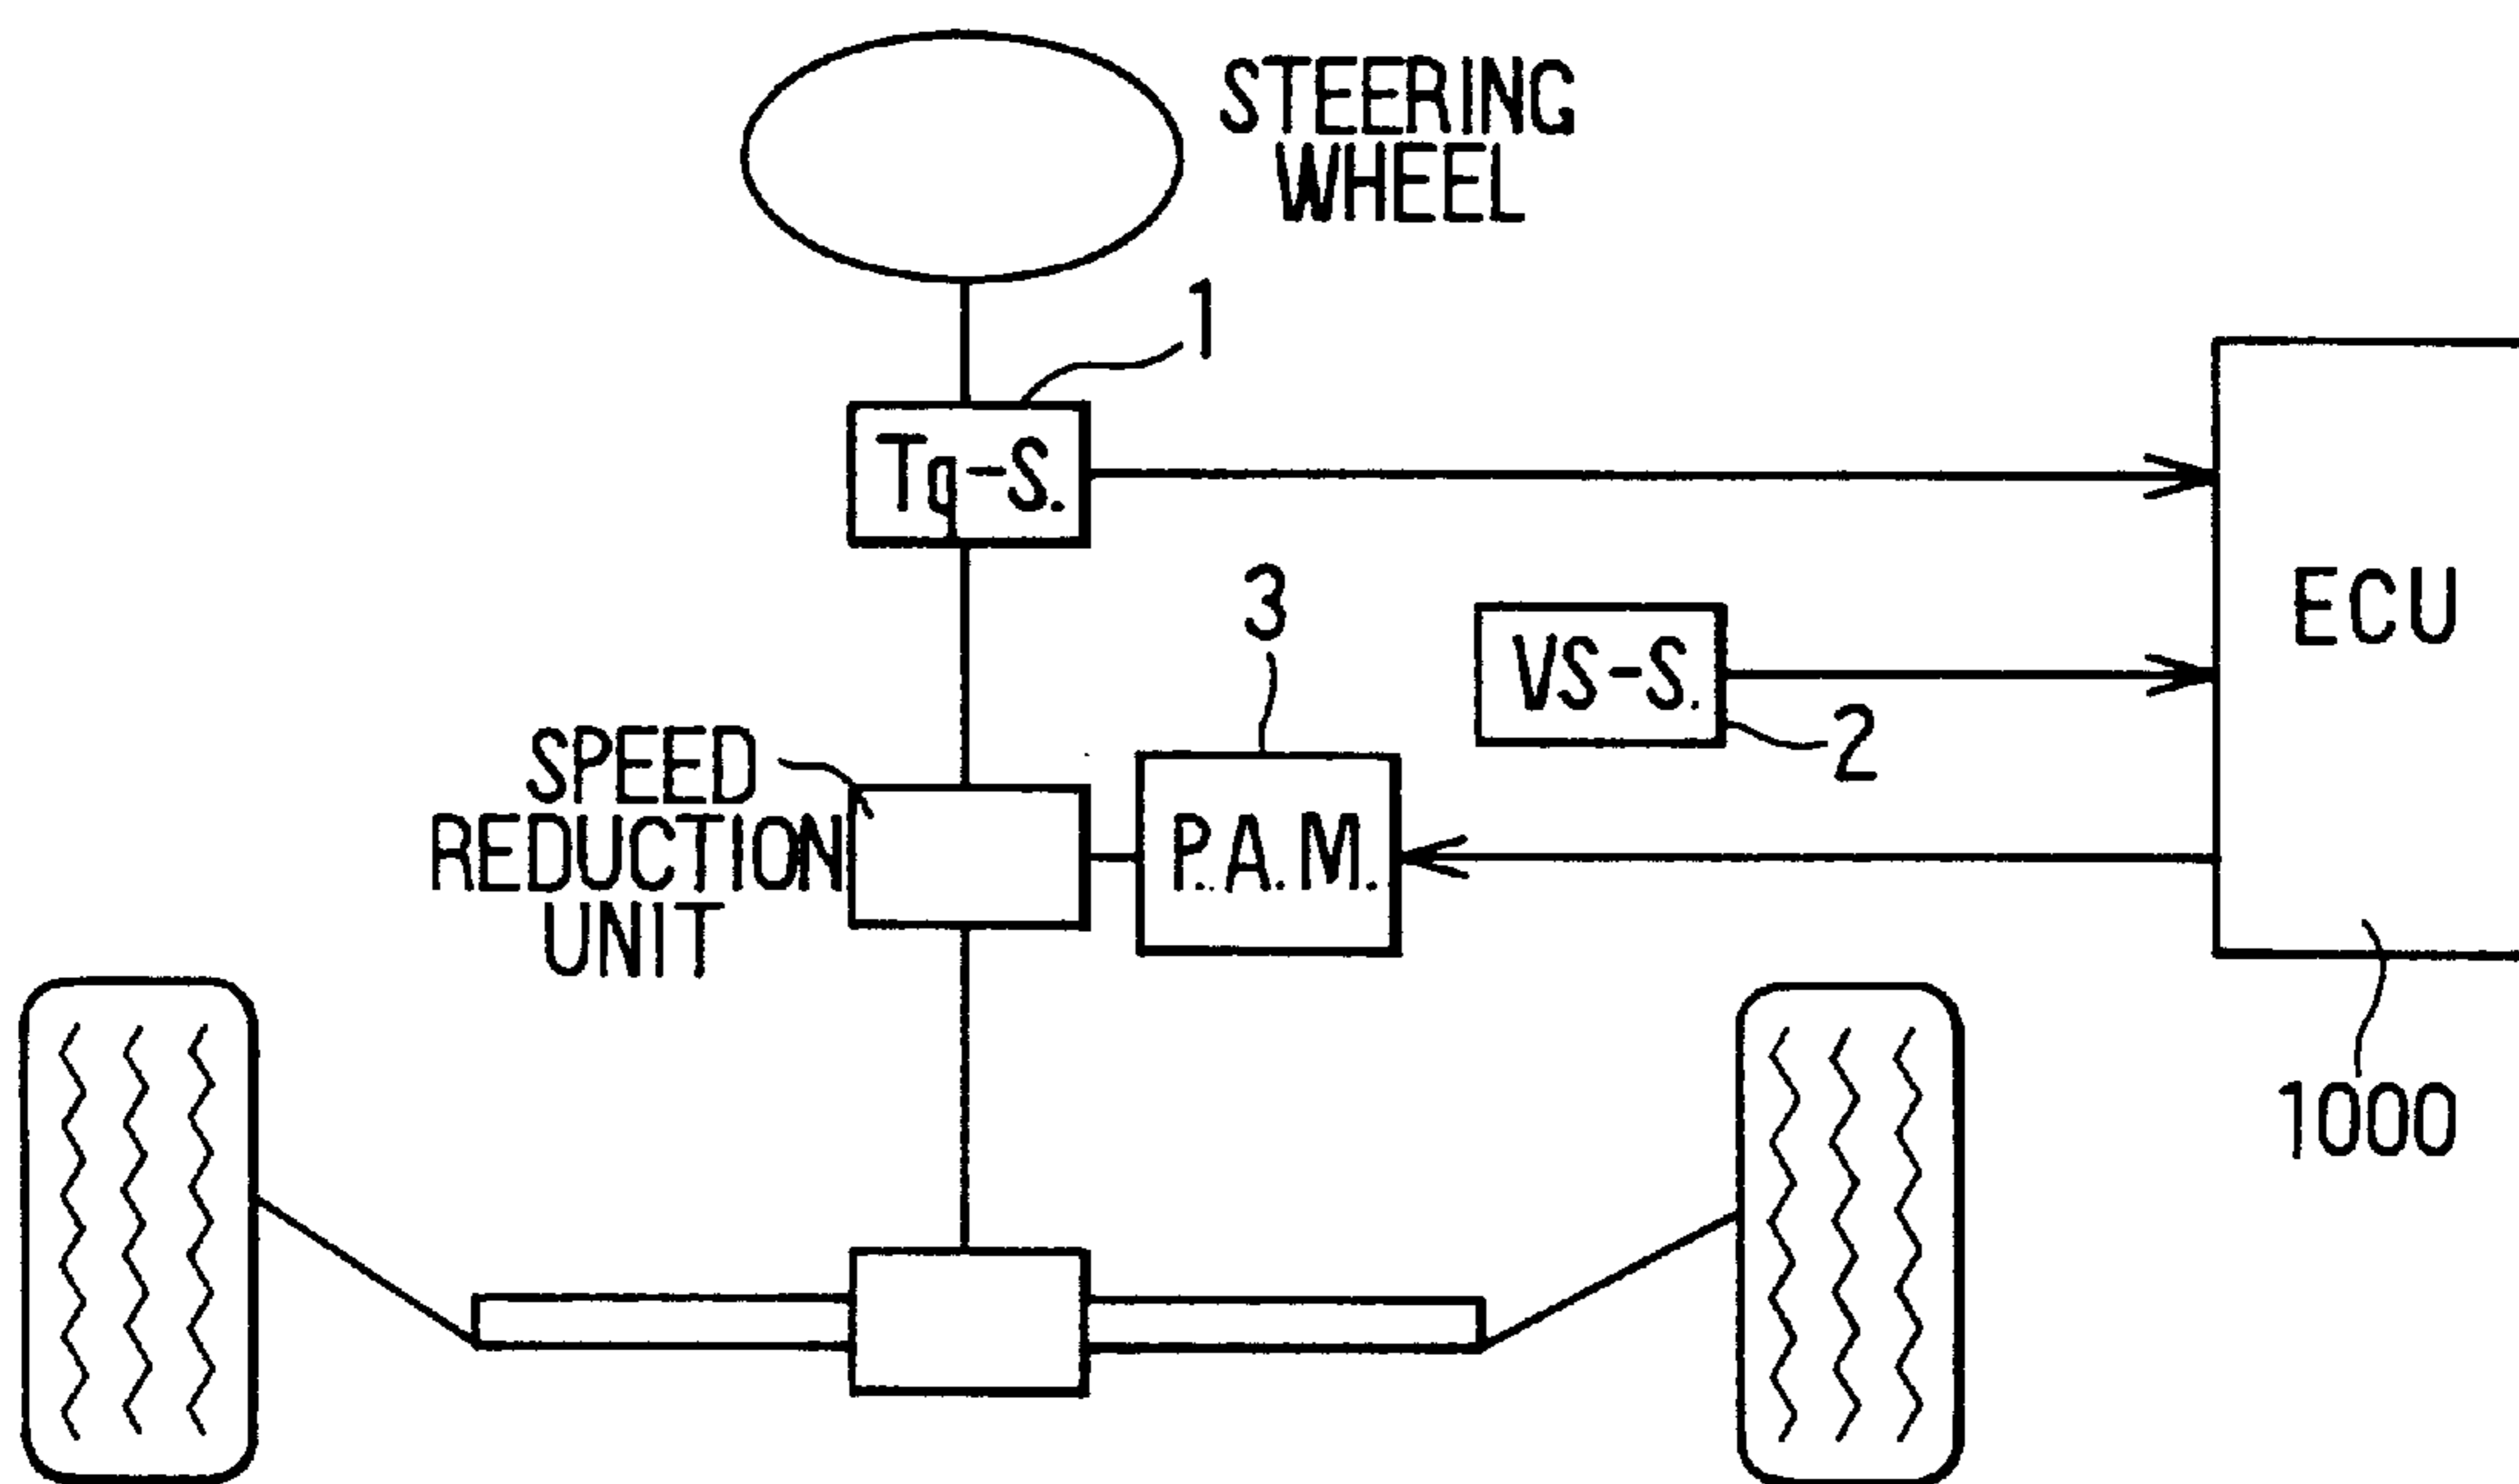 STEERING
WHEEL
1
Tq-S.
3
ECU
VS-S.
2
SPEED
REDUCTION
UNIT
P.A.M.
1000